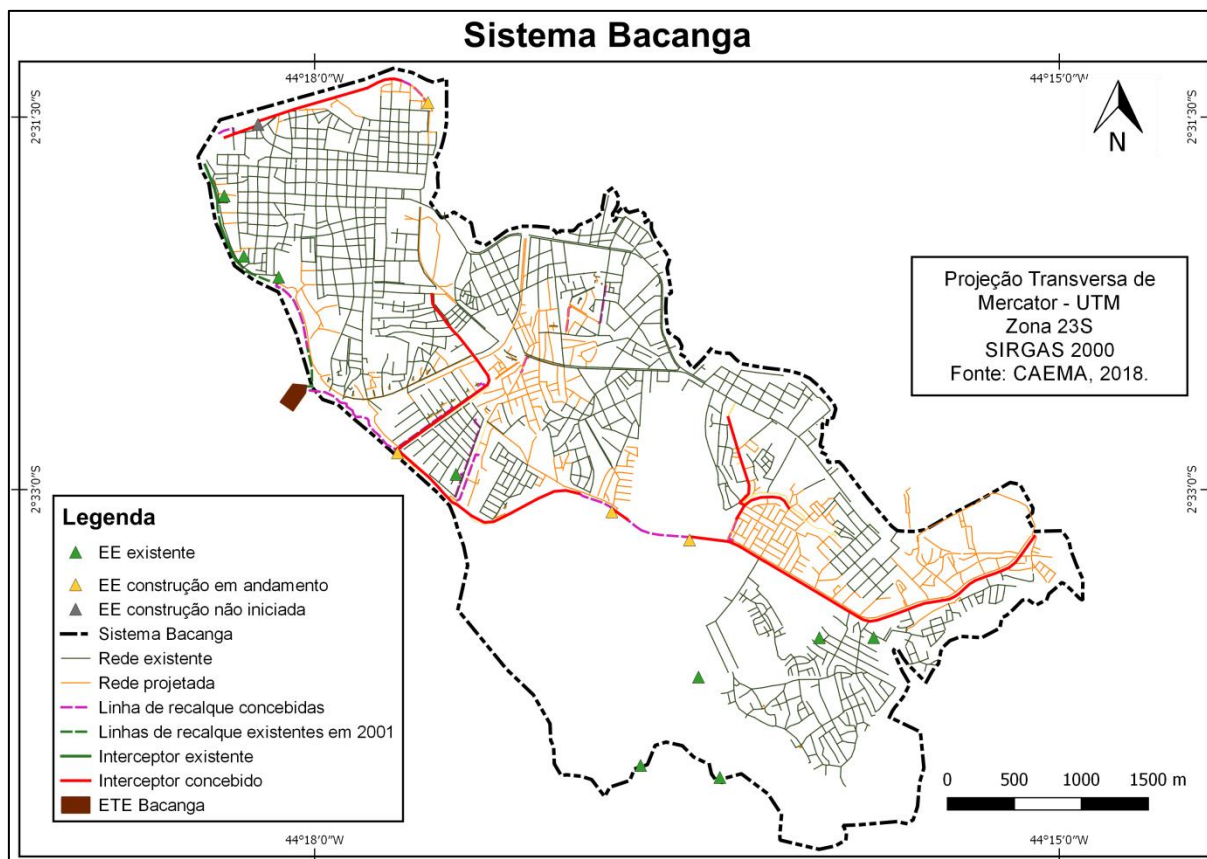 Sistema Bacanga
44°18'0"W
44°15'0"W
2°31'30"S
2°31'30"S
N
Projeção Transversa de
Mercator - UTM
Zona 23S
SIRGAS 2000
Fonte: CAEMA, 2018.
2°33'0"S
2°33'0"S
Legenda
EE existente
EE construção em andamento
EE construção não iniciada
Sistema Bacanga
Rede existente
Rede projetada
Linha de recalque concebidas
Linhas de recalque existentes em 2001
Interceptor existente
Interceptor concebido
ETE Bacanga
0 500 1000 1500 m
44°18'0"W
44°15'0"W